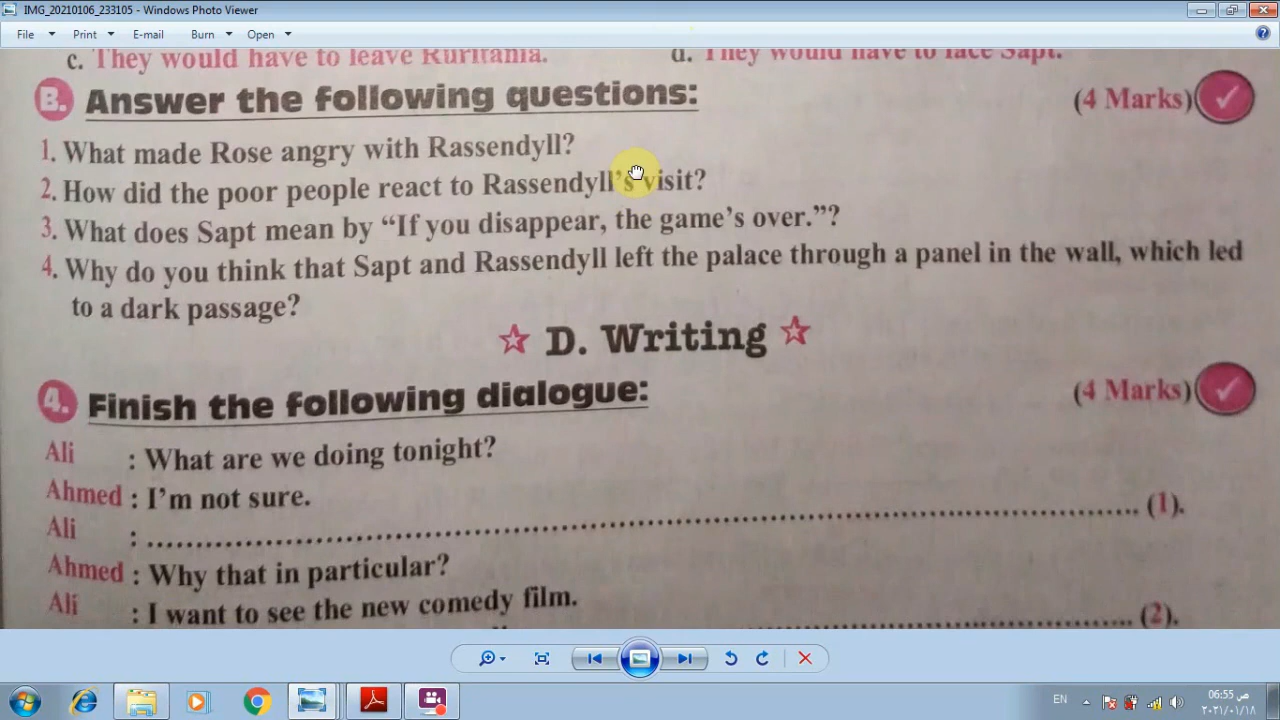 IMG_20210106_233105 - Windows Photo Viewer
File Print E-mail Burn Open
c. They would have to leave Ruritania. d. They would have to face Sapt.
B. Answer the following questions: (4 Marks)
1. What made Rose angry with Rassendyll?
2. How did the poor people react to Rassendyll's visit?
3. What does Sapt mean by “If you disappear, the game's over.”?
4. Why do you think that Sapt and Rassendyll left the palace through a panel in the wall, which led
to a dark passage?
D. Writing
4. Finish the following dialogue: (4 Marks)
Ali : What are we doing tonight?
Ahmed : I'm not sure.
Ali : ........................................................................................................ (1).
Ahmed : Why that in particular?
Ali : I want to see the new comedy film.
........................................ (2).
EN
06:55 ص
٢٠٢١/٠١/١٨